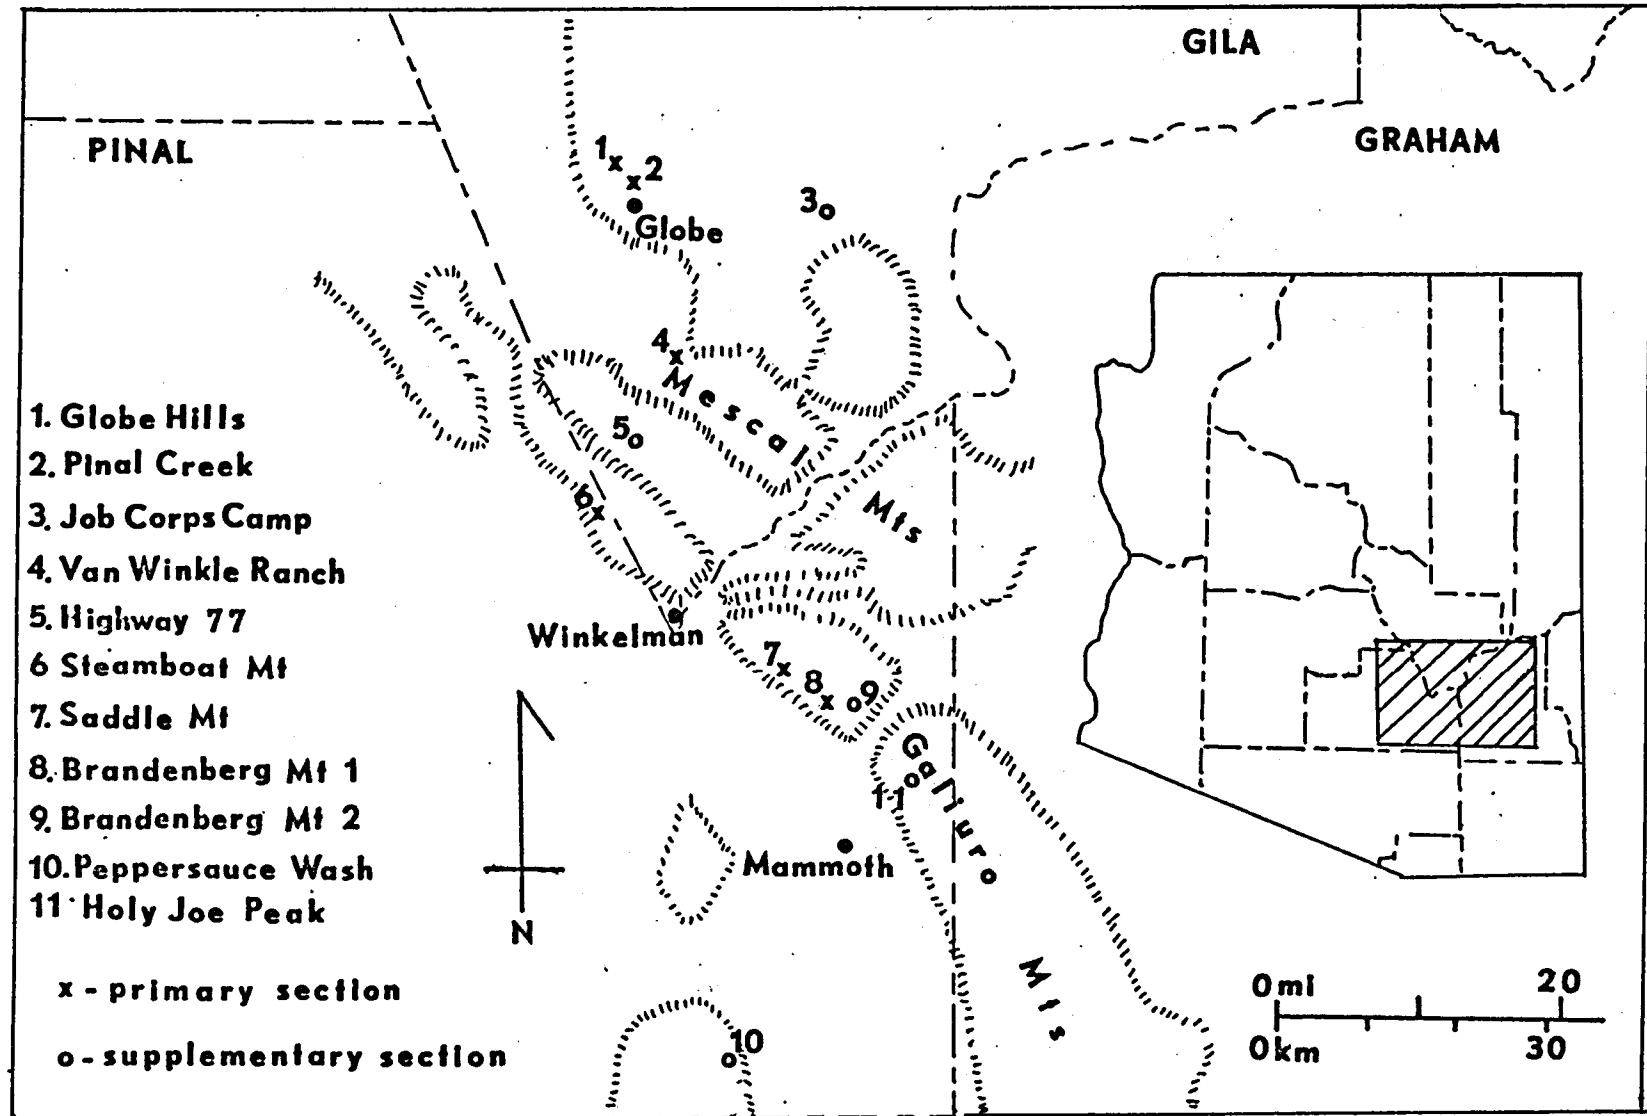 GILA
GRAHAM
PINAL
1x
x2
Globe
3o
4x
Mescal
5o
6x
Mts
Winkelman
7x
8x
o9
Galiuro
11o
Mammoth
Mts
o10
1. Globe Hills
2. Pinal Creek
3. Job Corps Camp
4. Van Winkle Ranch
5. Highway 77
6 Steamboat Mt
7. Saddle Mt
8. Brandenberg Mt 1
9. Brandenberg Mt 2
10. Peppersauce Wash
11. Holy Joe Peak
N
x - primary section
o - supplementary section
0 mi 20
0 km 30